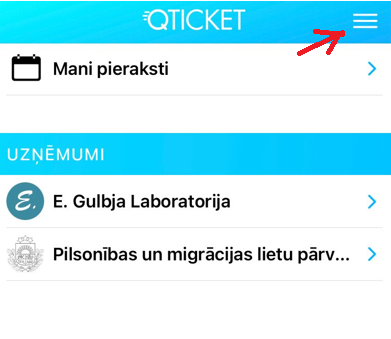 QTICKET
Mani pieraksti
UZŅĒMUMI
E. Gulbja Laboratorija
Pilsonības un migrācijas lietu pārv...